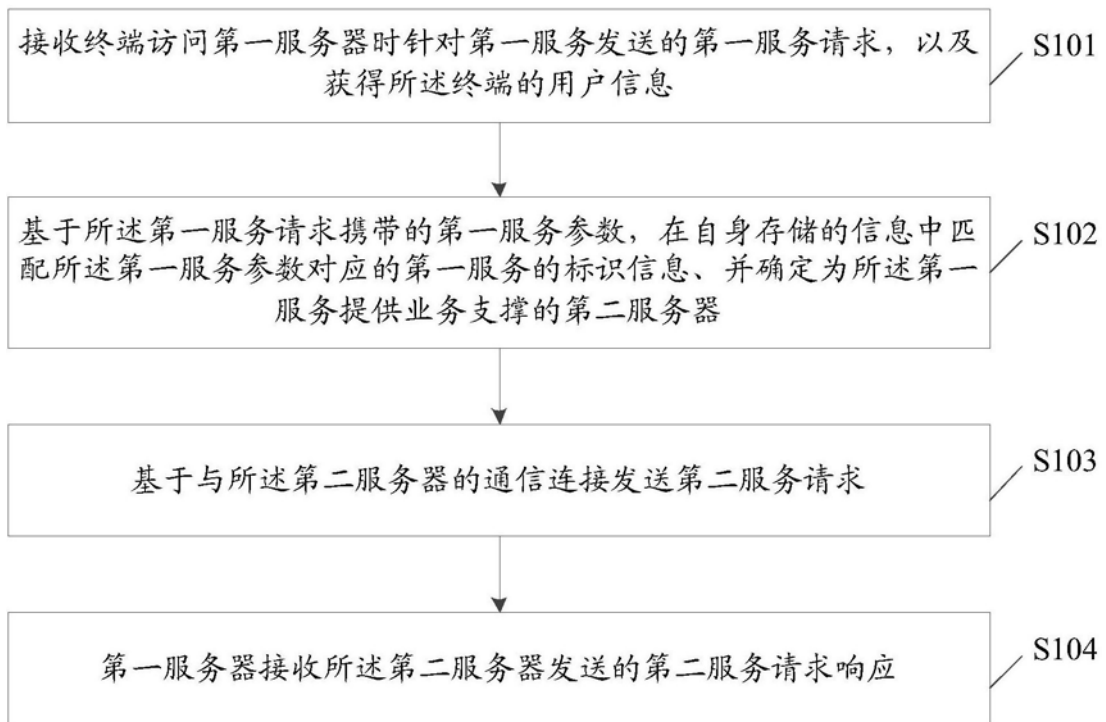 接收终端访问第一服务器时针对第一服务发送的第一服务请求，以及
获得所述终端的用户信息
S101
基于所述第一服务请求携带的第一服务参数，在自身存储的信息中匹
配所述第一服务参数对应的第一服务的标识信息、并确定为所述第一
服务提供业务支撑的第二服务器
S102
基于与所述第二服务器的通信连接发送第二服务请求
S103
第一服务器接收所述第二服务器发送的第二服务请求响应
S104